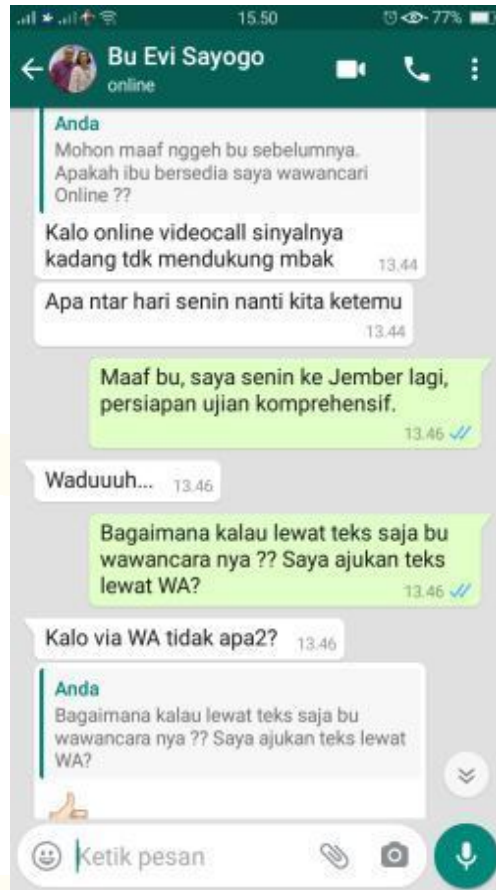 15.50
77%
Bu Evi Sayogo
online
Anda
Mohon maaf nggeh bu sebelumnya.
Apakah ibu bersedia saya wawancari
Online ??
Kalo online videocall sinyalnya
kadang tdk mendukung mbak
13.44
Apa ntar hari senin nanti kita ketemu
13.44
Maaf bu, saya senin ke Jember lagi,
persiapan ujian komprehensif.
13.46
Waduuuh... 13.46
Bagaimana kalau lewat teks saja bu
wawancara nya ?? Saya ajukan teks
lewat WA?
13.46
Kalo via WA tidak apa2? 13.46
Anda
Bagaimana kalau lewat teks saja bu
wawancara nya ?? Saya ajukan teks lewat
WA?
Ketik pesan